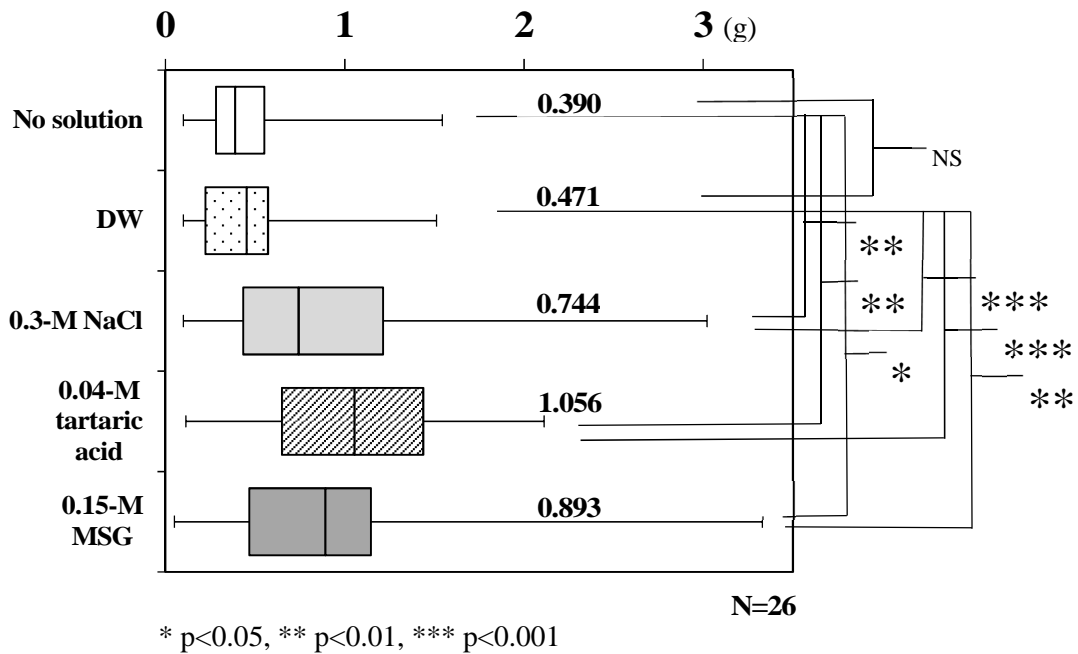 0 1 2 3 (g)
No solution
0.390
NS
DW
0.471
**
**
0.3-M NaCl
0.744
***
***
*
**
0.04-M
tartaric
acid
1.056
0.15-M
MSG
0.893
N=26
* p<0.05, ** p<0.01, *** p<0.001